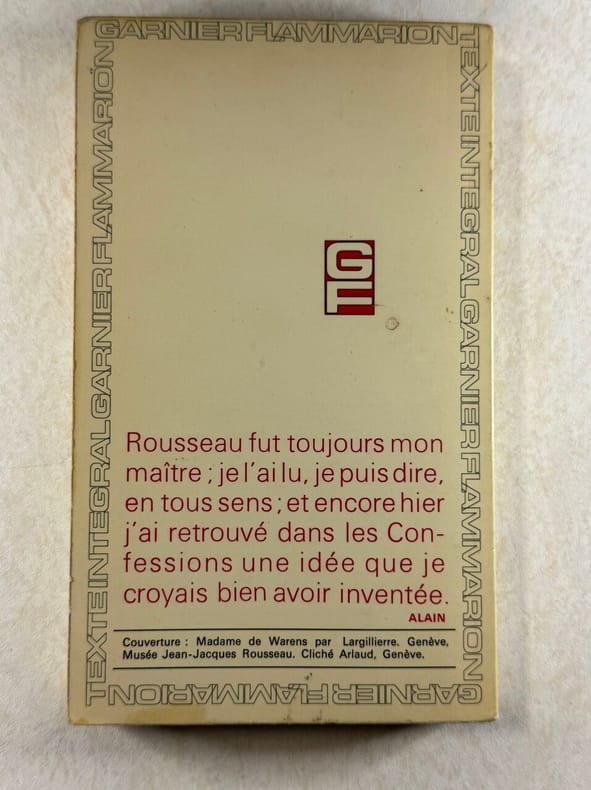 GARNIER FLAMMARION
TEXTE INTEGRAL GARNIER FLAMMARION
GF
Rousseau fut toujours mon
maître ; je l'ai lu, je puis dire,
en tous sens ; et encore hier
j'ai retrouvé dans les Con-
fessions une idée que je
croyais bien avoir inventée.
ALAIN
Couverture : Madame de Warens par Largillierre. Genève,
Musée Jean-Jacques Rousseau. Cliché Arlaud, Genève.
GARNIER FLAMMARION
TEXTE INTEGRAL GARNIER FLAMMARION